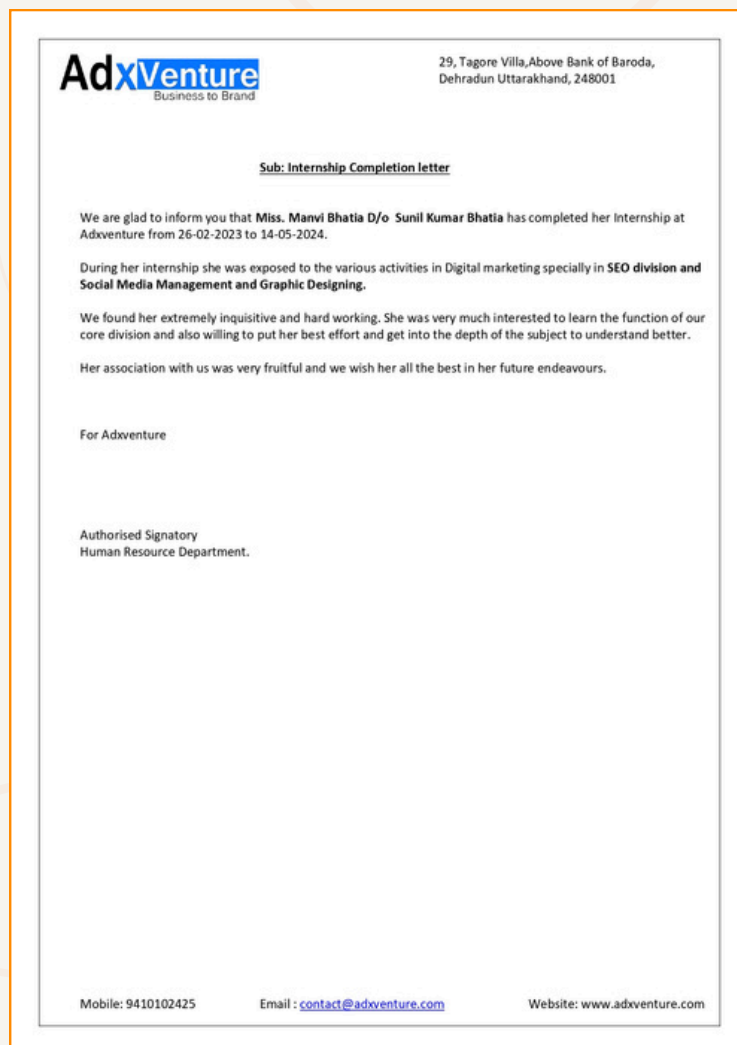 AdxVenture
Business to Brand
29, Tagore Villa,Above Bank of Baroda,
Dehradun Uttarakhand, 248001
Sub: Internship Completion letter
We are glad to inform you that Miss. Manvi Bhatia D/o Sunil Kumar Bhatia has completed her Internship at
Adxventure from 26-02-2023 to 14-05-2024.
During her internship she was exposed to the various activities in Digital marketing specially in SEO division and
Social Media Management and Graphic Designing.
We found her extremely inquisitive and hard working. She was very much interested to learn the function of our
core division and also willing to put her best effort and get into the depth of the subject to understand better.
Her association with us was very fruitful and we wish her all the best in her future endeavours.
For Adxventure
Authorised Signatory
Human Resource Department.
Mobile: 9410102425 Email : contact@adxventure.com Website: www.adxventure.com